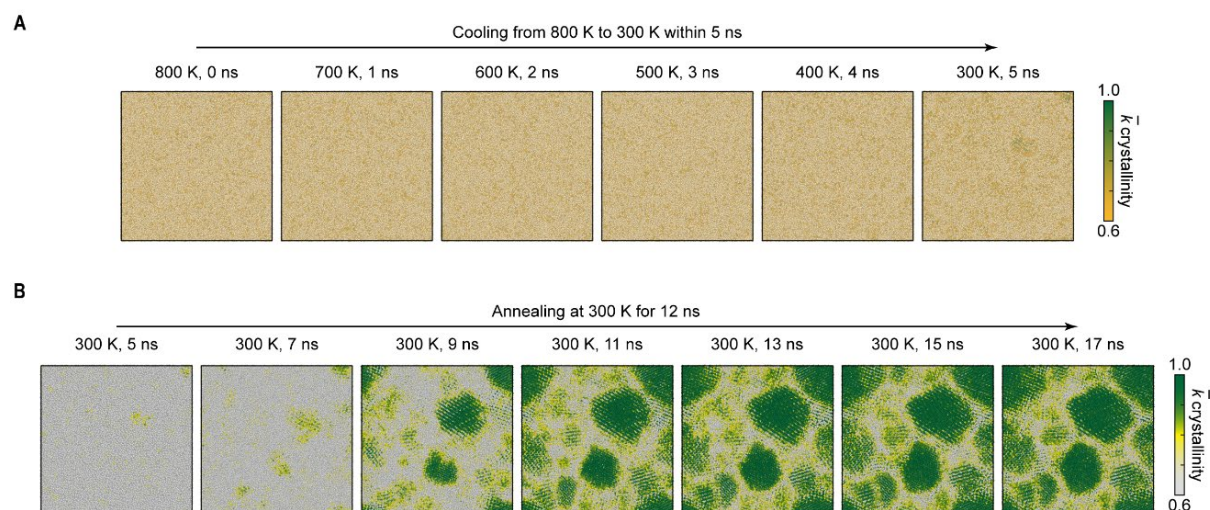 A
Cooling from 800 K to 300 K within 5 ns
800 K, 0 ns
700 K, 1 ns
600 K, 2 ns
500 K, 3 ns
400 K, 4 ns
300 K, 5 ns
1.0
k̄ crystallinity
0.6
B
Annealing at 300 K for 12 ns
300 K, 5 ns
300 K, 7 ns
300 K, 9 ns
300 K, 11 ns
300 K, 13 ns
300 K, 15 ns
300 K, 17 ns
1.0
k̄ crystallinity
0.6